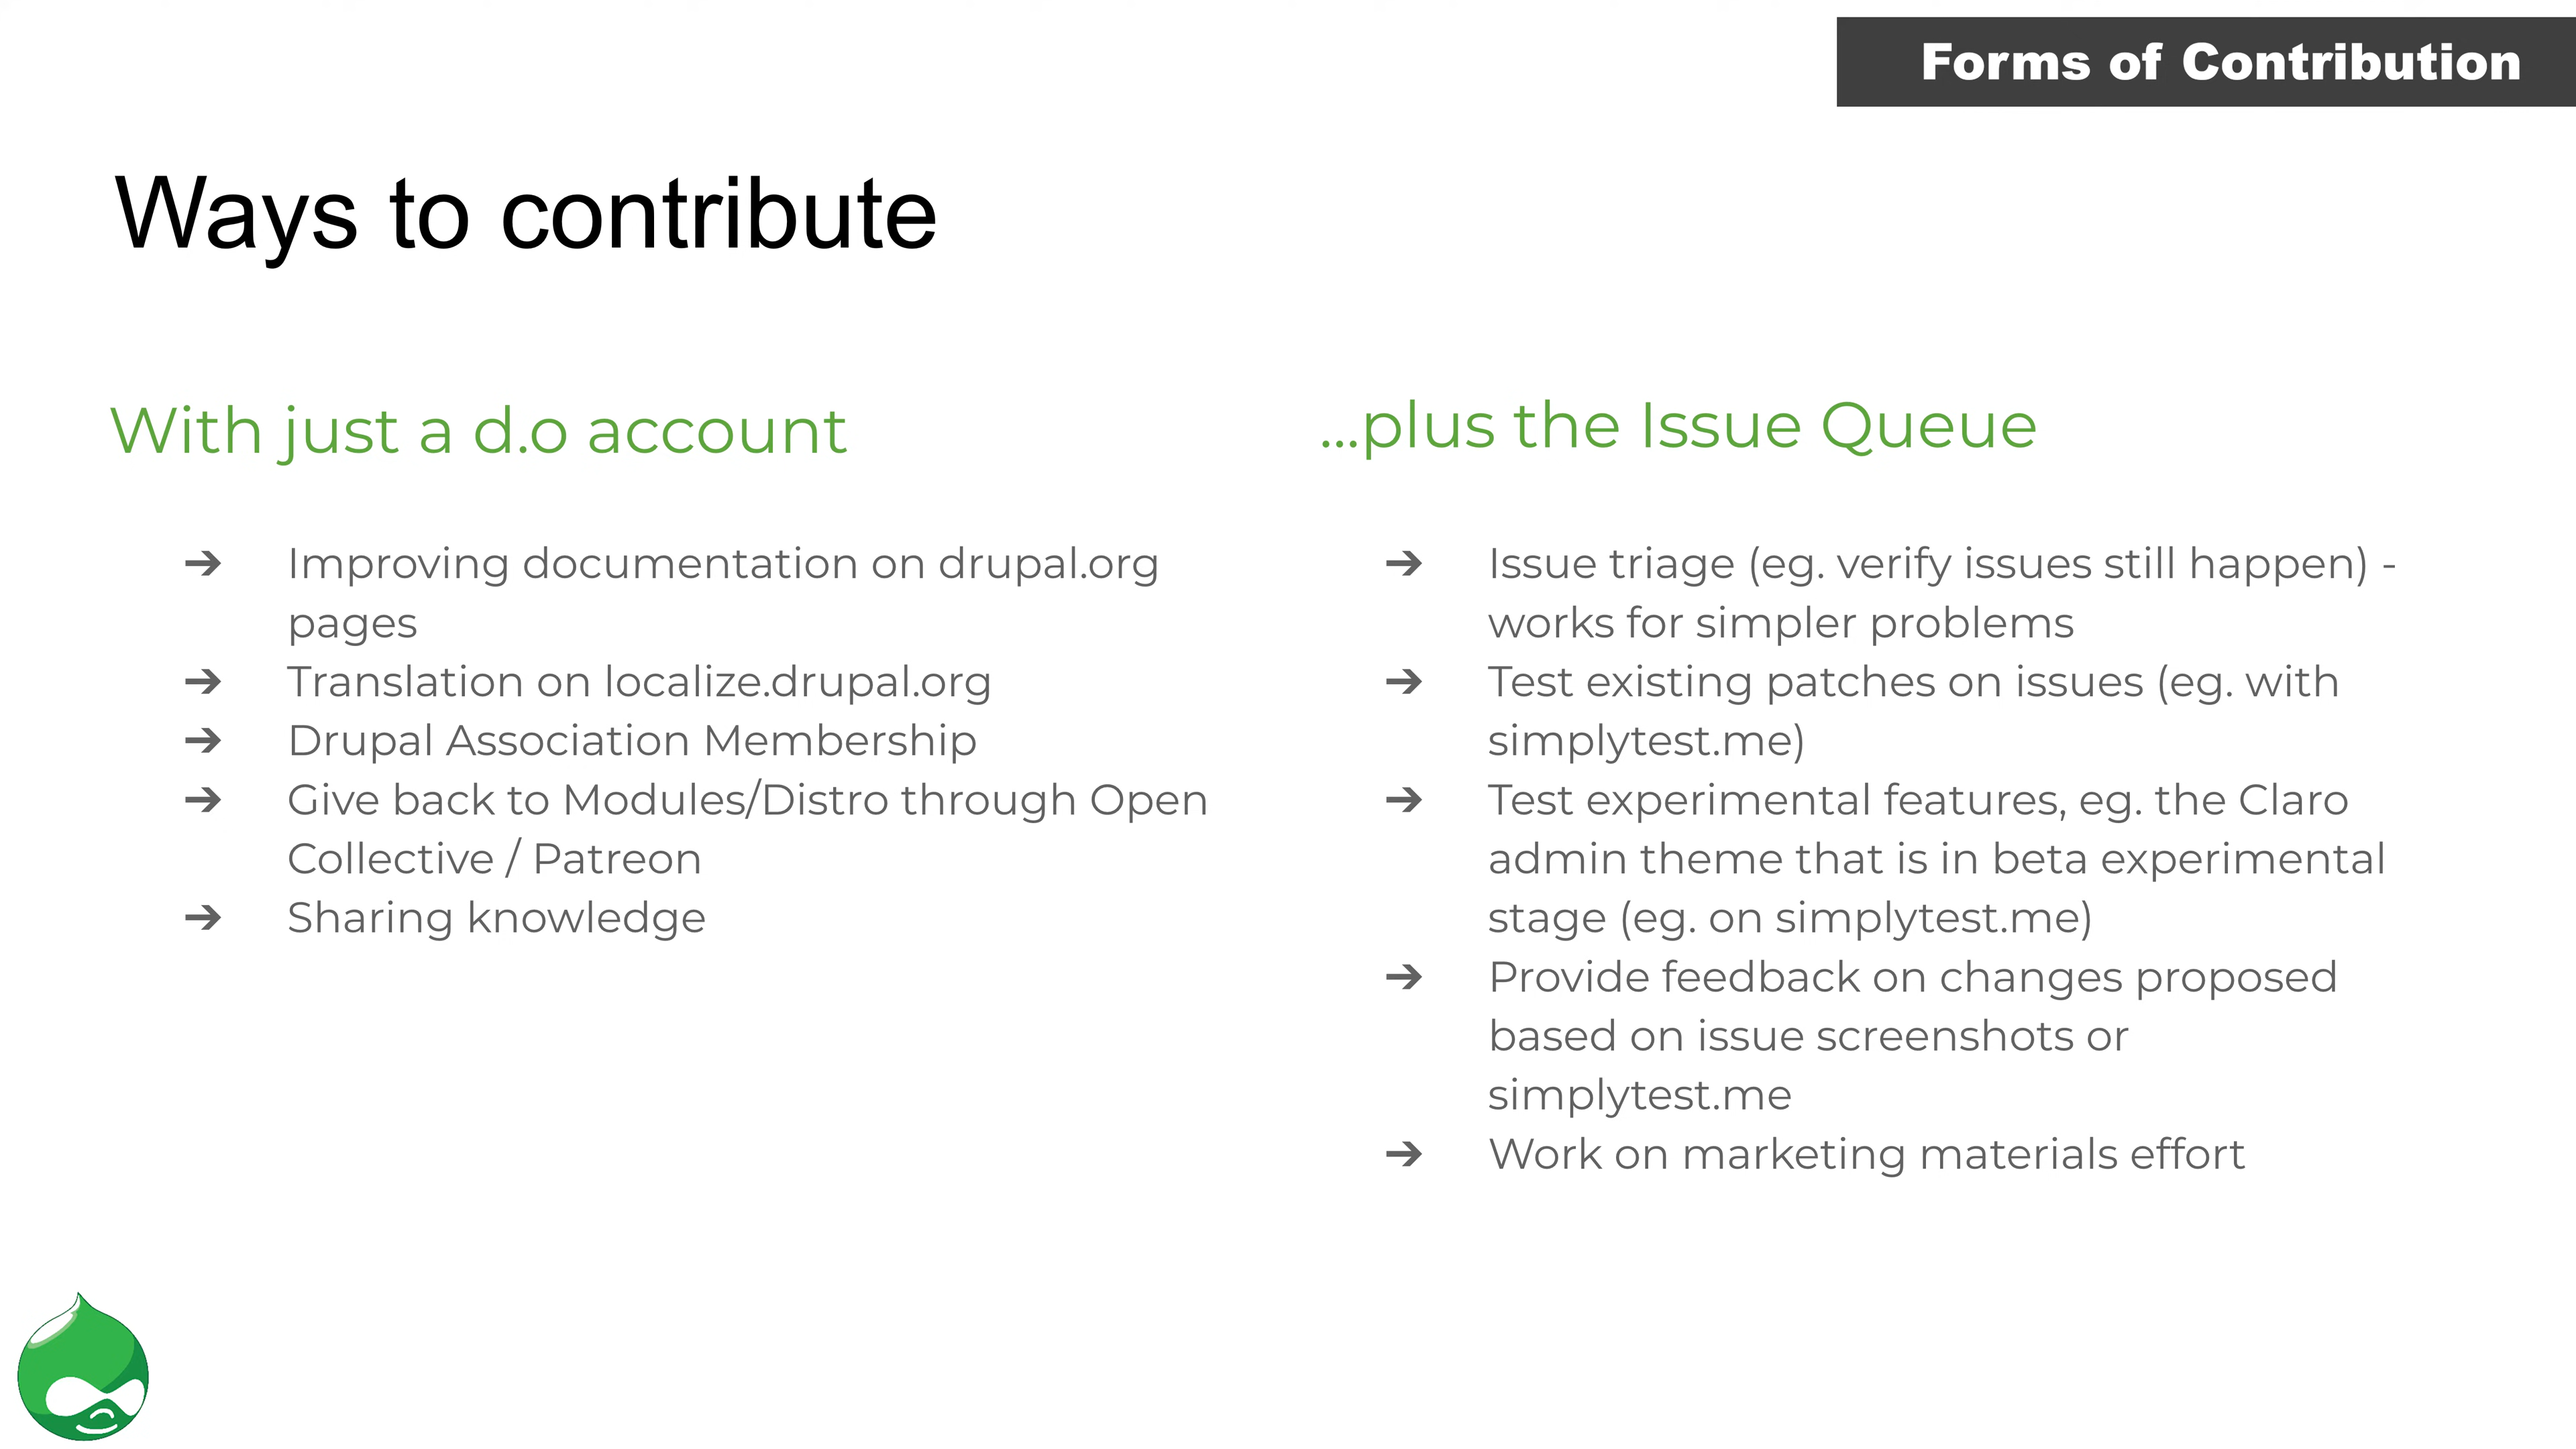 Forms of Contribution
Ways to contribute
With just a d.o account
➔ Improving documentation on drupal.org
pages
➔ Translation on localize.drupal.org
➔ Drupal Association Membership
➔ Give back to Modules/Distro through Open
Collective / Patreon
➔ Sharing knowledge
...plus the Issue Queue
➔ Issue triage (eg. verify issues still happen) -
works for simpler problems
➔ Test existing patches on issues (eg. with
simplytest.me)
➔ Test experimental features, eg. the Claro
admin theme that is in beta experimental
stage (eg. on simplytest.me)
➔ Provide feedback on changes proposed
based on issue screenshots or
simplytest.me
➔ Work on marketing materials effort